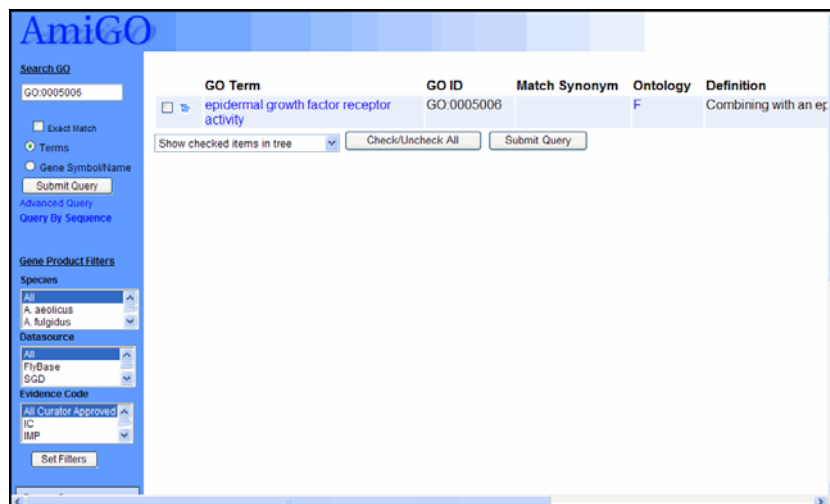 AmiGO
Search GO
GO:0005006
Exact Match
Terms
Gene Symbol/Name
Submit Query
Advanced Query
Query By Sequence
Gene Product Filters
Species
All
A. aeolicus
A. fulgidus
Datasource
All
FlyBase
SGD
Evidence Code
All Curator Approved
IC
IMP
Set Filters
GO Term GO ID Match Synonym Ontology Definition
epidermal growth factor receptor GO:0005006 F Combining with an ep
activity
Show checked items in tree Check/Uncheck All Submit Query